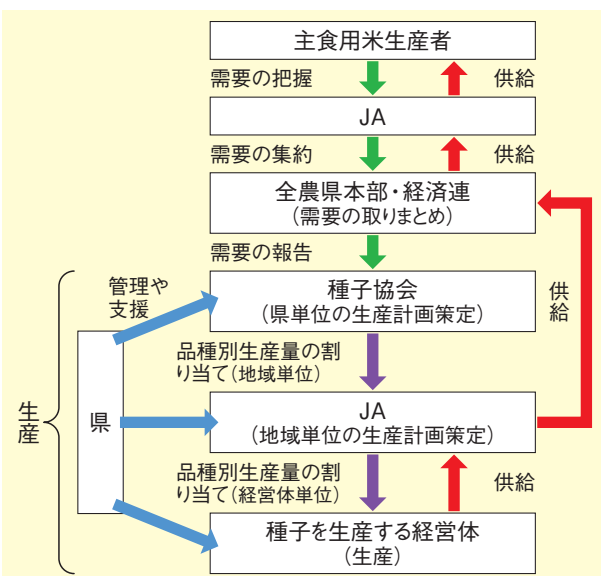 主食用米生産者
需要の把握
供給
JA
需要の集約
供給
全農県本部・経済連
(需要の取りまとめ)
需要の報告
管理や
支援
種子協会
(県単位の生産計画策定)
供
給
品種別生産量の割
り当て(地域単位)
生
産
県
JA
(地域単位の生産計画策定)
品種別生産量の割
り当て(経営体単位)
供給
種子を生産する経営体
(生産)